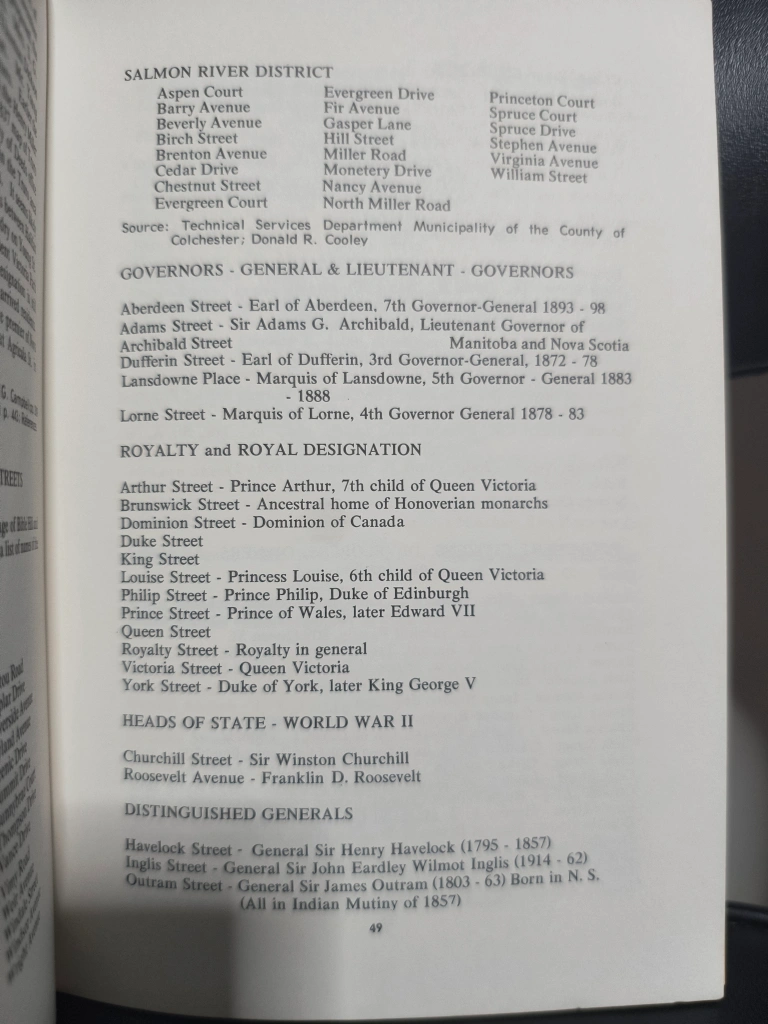 SALMON RIVER DISTRICT
Aspen Court
Barry Avenue
Beverly Avenue
Birch Street
Brenton Avenue
Cedar Drive
Chestnut Street
Evergreen Court
Evergreen Drive
Fir Avenue
Gasper Lane
Hill Street
Miller Road
Monetery Drive
Nancy Avenue
North Miller Road
Princeton Court
Spruce Court
Spruce Drive
Stephen Avenue
Virginia Avenue
William Street
Source: Technical Services Department Municipality of the County of
Colchester; Donald R. Cooley
GOVERNORS - GENERAL & LIEUTENANT - GOVERNORS
Aberdeen Street - Earl of Aberdeen, 7th Governor-General 1893 - 98
Adams Street - Sir Adams G. Archibald, Lieutenant Governor of
Archibald Street Manitoba and Nova Scotia
Dufferin Street - Earl of Dufferin, 3rd Governor-General, 1872 - 78
Lansdowne Place - Marquis of Lansdowne, 5th Governor - General 1883
- 1888
Lorne Street - Marquis of Lorne, 4th Governor General 1878 - 83
ROYALTY and ROYAL DESIGNATION
Arthur Street - Prince Arthur, 7th child of Queen Victoria
Brunswick Street - Ancestral home of Honoverian monarchs
Dominion Street - Dominion of Canada
Duke Street
King Street
Louise Street - Princess Louise, 6th child of Queen Victoria
Philip Street - Prince Philip, Duke of Edinburgh
Prince Street - Prince of Wales, later Edward VII
Queen Street
Royalty Street - Royalty in general
Victoria Street - Queen Victoria
York Street - Duke of York, later King George V
HEADS OF STATE - WORLD WAR II
Churchill Street - Sir Winston Churchill
Roosevelt Avenue - Franklin D. Roosevelt
DISTINGUISHED GENERALS
Havelock Street - General Sir Henry Havelock (1795 - 1857)
Inglis Street - General Sir John Eardley Wilmot Inglis (1914 - 62)
Outram Street - General Sir James Outram (1803 - 63) Born in N. S.
(All in Indian Mutiny of 1857)
49